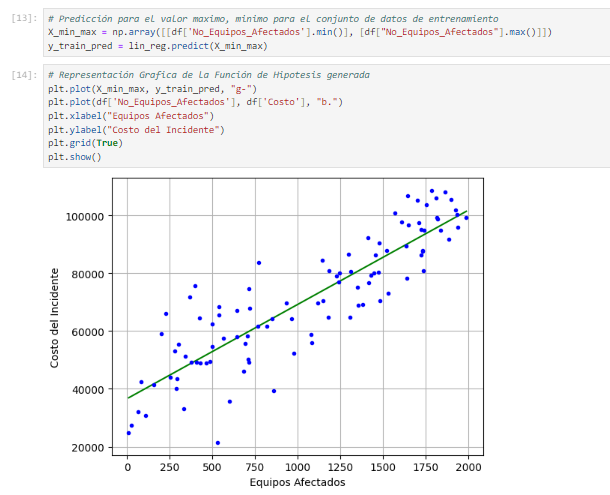 [13]: # Predicción para el valor maximo, minimo para el conjunto de datos de entrenamiento
X_min_max = np.array([[df['No_Equipos_Afectados'].min()], [df["No_Equipos_Afectados"].max()]])
y_train_pred = lin_reg.predict(X_min_max)
[14]: # Representación Grafica de La Función de Hipotesis generada
plt.plot(X_min_max, y_train_pred, "g-")
plt.plot(df['No_Equipos_Afectados'], df['Costo'], "b.")
plt.xlabel("Equipos Afectados")
plt.ylabel("Costo del Incidente")
plt.grid(True)
plt.show()
100000
80000
60000
40000
20000
Costo del Incidente
0 250 500 750 1000 1250 1500 1750 2000
Equipos Afectados